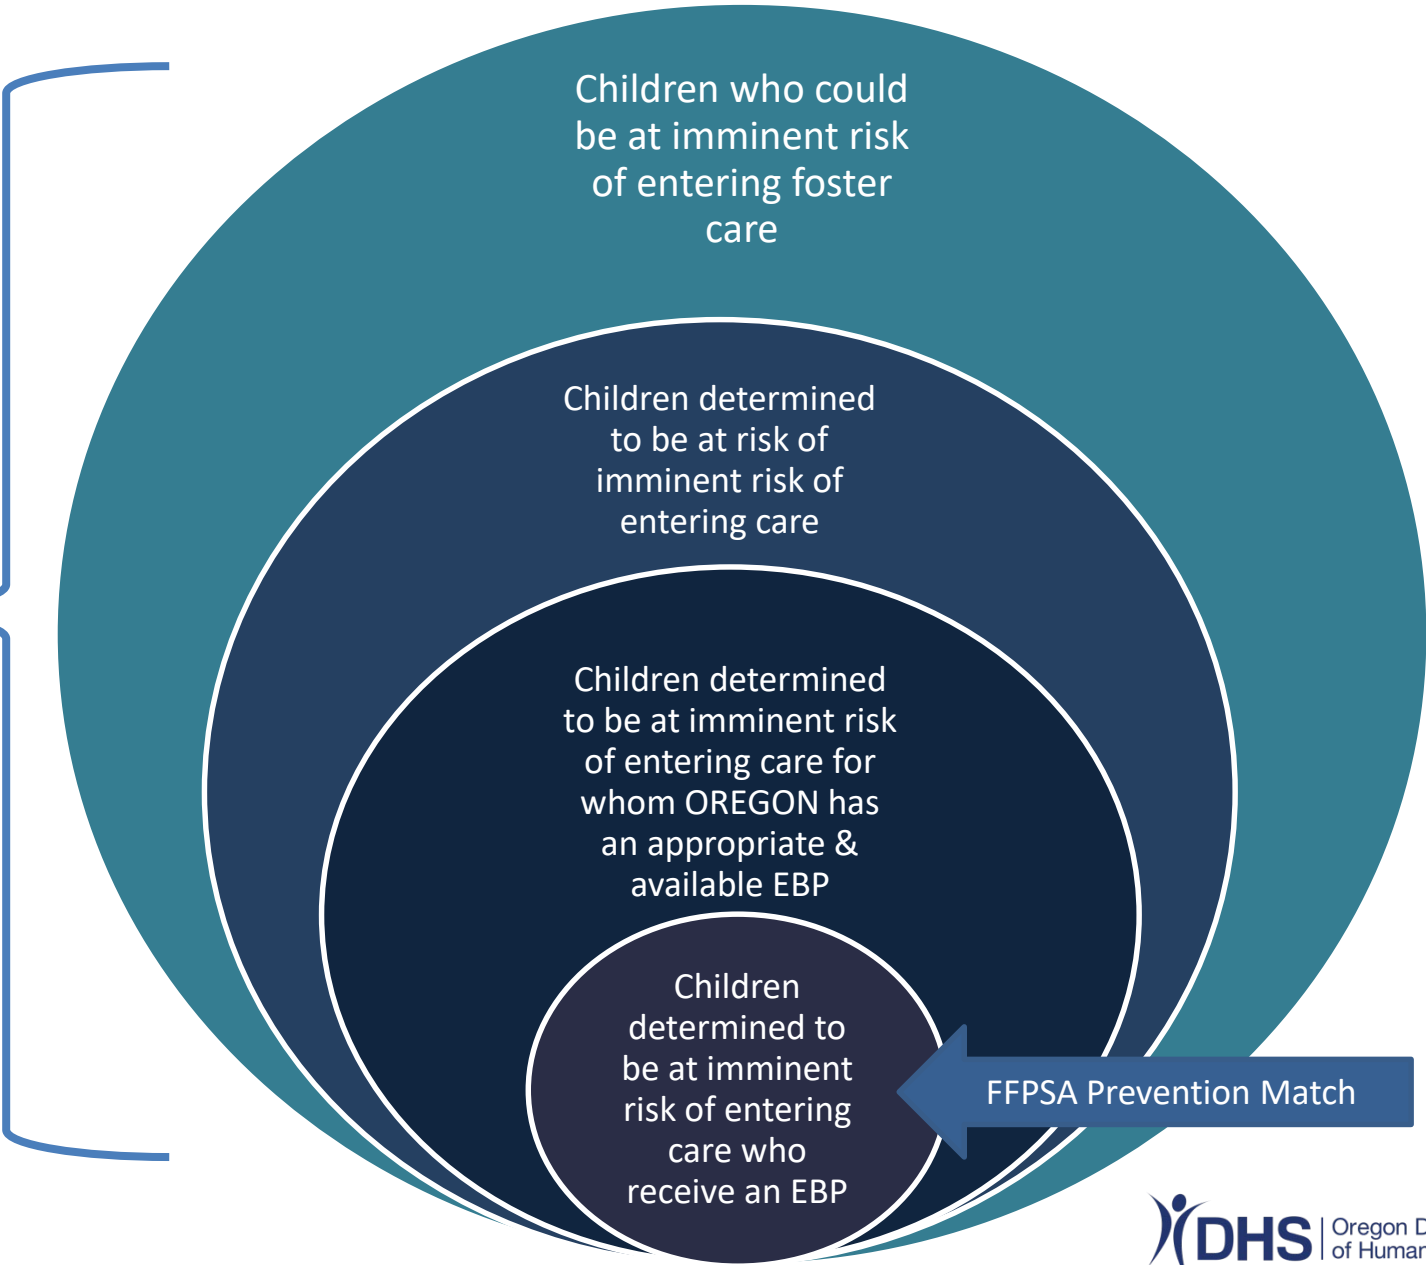 Children who could
be at imminent risk
of entering foster
care
Children determined
to be at risk of
imminent risk of
entering care
Children determined
to be at imminent risk
of entering care for
whom OREGON has
an appropriate &
available EBP
Children
determined to
be at imminent
risk of entering
care who
receive an EBP
FFPSA Prevention Match
DHS
Oregon D
of Human